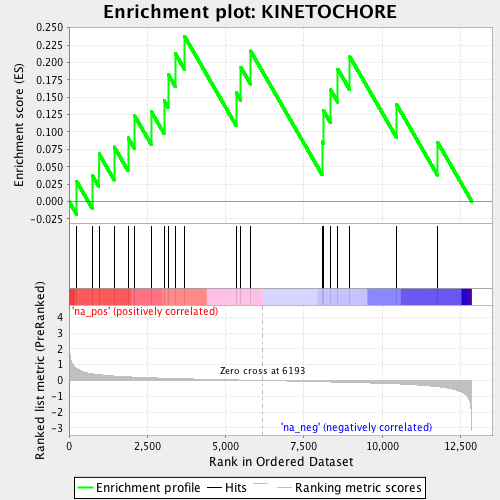 Enrichment plot: KINETOCHORE
Enrichment score (ES)
0.250
0.225
0.200
0.175
0.150
0.125
0.100
0.075
0.050
0.025
0.000
-0.025
'na_pos' (positively correlated)
Ranked list metric (PreRanked)
4
3
2
1
0
-1
-2
-3
Zero cross at 6193
'na_neg' (negatively correlated)
0 2,500 5,000 7,500 10,000 12,500
Rank in Ordered Dataset
Enrichment profile Hits Ranking metric scores